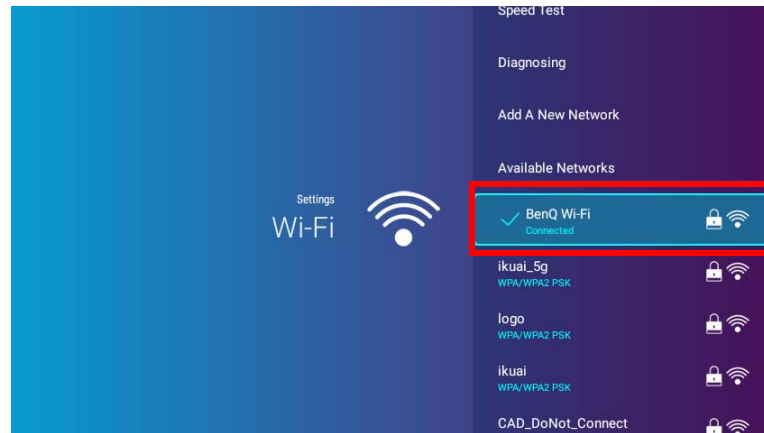 Speed Test
Diagnosing
Add A New Network
Available Networks
Settings
Wi-Fi
BenQ Wi-Fi
Connected
ikuai_5g
WPA/WPA2 PSK
logo
WPA/WPA2 PSK
ikuai
WPA/WPA2 PSK
CAD_DoNot_Connect